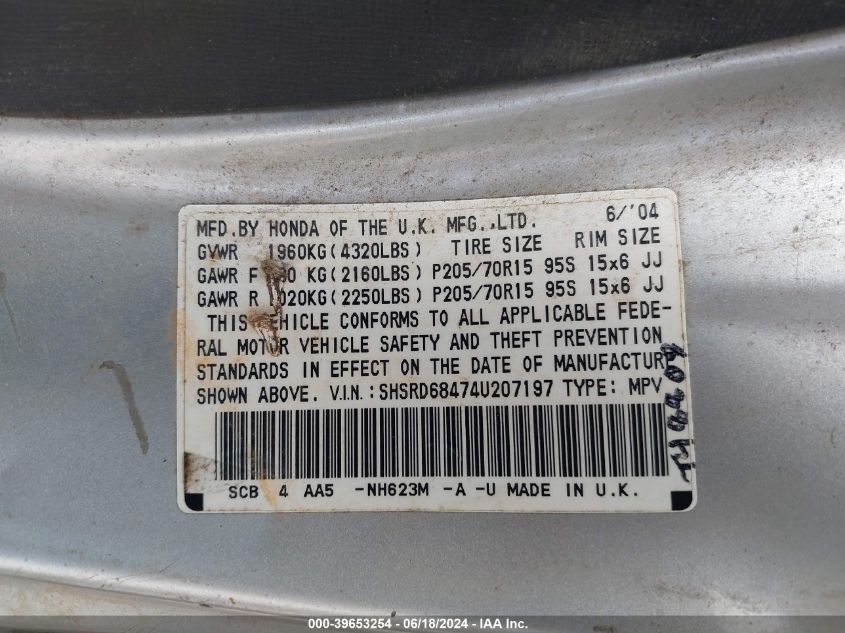 MFD.BY HONDA OF THE U.K. MFG.,LTD. 6/'04
GVWR 1960KG(4320LBS) TIRE SIZE RIM SIZE
GAWR F KG(2160LBS) P205/70R15 95S 15x6 JJ
GAWR R 1020KG(2250LBS) P205/70R15 95S 15x6 JJ
THIS VEHICLE CONFORMS TO ALL APPLICABLE FEDE-
RAL MOTOR VEHICLE SAFETY AND THEFT PREVENTION
STANDARDS IN EFFECT ON THE DATE OF MANUFACTUR
SHOWN ABOVE. V.I.N.:SHSRD68474U207197 TYPE: MPV
SCB 4 AA5 -NH623M -A -U MADE IN U.K.
000-39653254 - 06/18/2024 - IAA Inc.